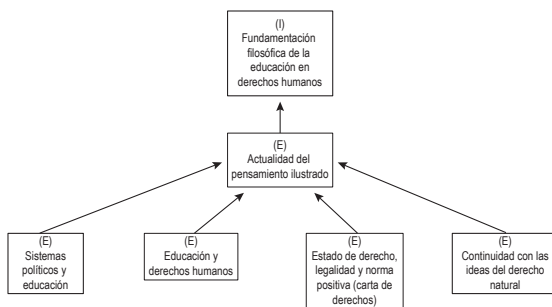 (I)
Fundamentación
filosófica de la
educación en
derechos humanos
(E)
Actualidad del
pensamiento ilustrado
(E)
Sistemas
políticos y
educación
(E)
Educación y
derechos humanos
(E)
Estado de derecho,
legalidad y norma
positiva (carta de
derechos)
(E)
Continuidad con las
ideas del derecho
natural